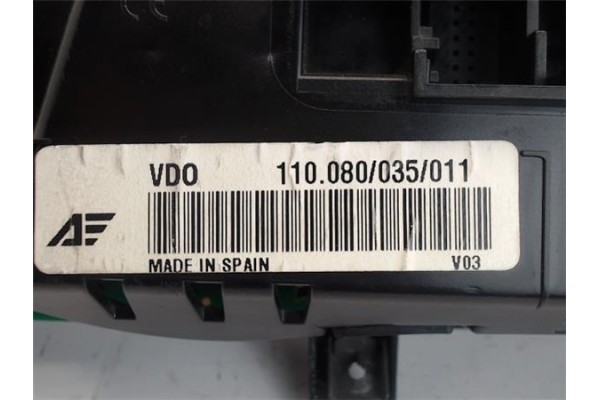 VDO 110.080/035/011
AE
MADE IN SPAIN V03